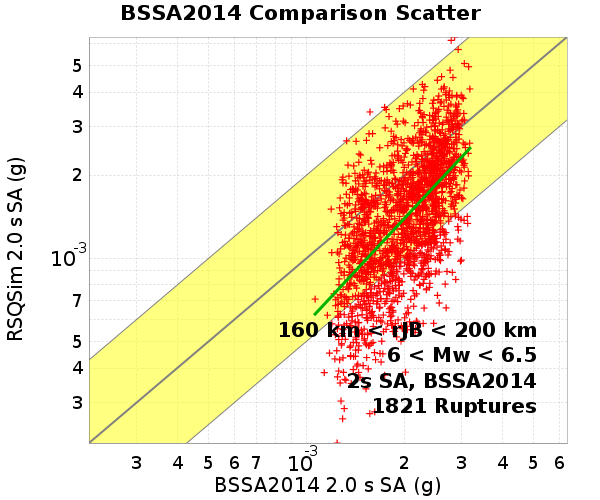 BSSA2014 Comparison Scatter
RSQSim 2.0 s SA (g)
5
4
3
2
10-3
7
5
4
3
160 km < rJB < 200 km
6 < Mw < 6.5
2s SA, BSSA2014
1821 Ruptures
3 4 5 6 7 10-3 2 3 4 5 6
BSSA2014 2.0 s SA (g)